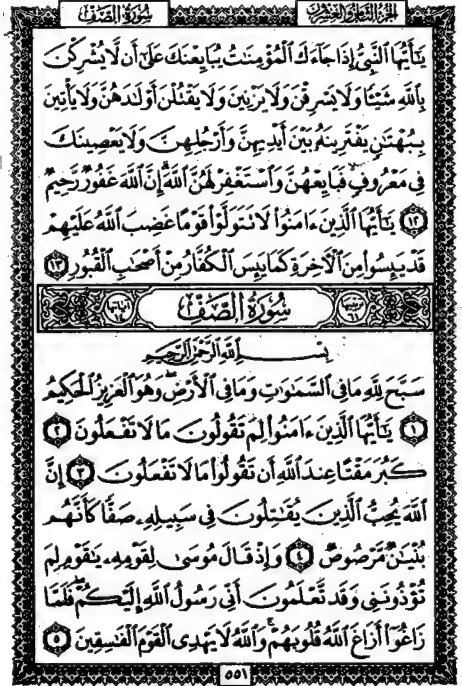 الجزء الثامن والعشرون
سورة الصف
يَـٰٓأَيُّهَا ٱلنَّبِىُّ إِذَا جَآءَكَ ٱلْمُؤْمِنَـٰتُ يُبَايِعْنَكَ عَلَىٰٓ أَن لَّا يُشْرِكْنَ
بِٱللَّهِ شَيْـًٔا وَلَا يَسْرِقْنَ وَلَا يَزْنِينَ وَلَا يَقْتُلْنَ أَوْلَـٰدَهُنَّ وَلَا يَأْتِينَ
بِبُهْتَـٰنٍ يَفْتَرِينَهُۥ بَيْنَ أَيْدِيهِنَّ وَأَرْجُلِهِنَّ وَلَا يَعْصِينَكَ
فِى مَعْرُوفٍ فَبَايِعْهُنَّ وَٱسْتَغْفِرْ لَهُنَّ ٱللَّهَ إِنَّ ٱللَّهَ غَفُورٌ رَّحِيمٌ
١٢ يَـٰٓأَيُّهَا ٱلَّذِينَ ءَامَنُوا۟ لَا تَتَوَلَّوْا۟ قَوْمًا غَضِبَ ٱللَّهُ عَلَيْهِمْ
قَدْ يَئِسُوا۟ مِنَ ٱلْـَٔاخِرَةِ كَمَا يَئِسَ ٱلْكُفَّارُ مِنْ أَصْحَـٰبِ ٱلْقُبُورِ ١٣
ترتيبها ٦١ سُورَةُ ٱلصَّفِّ آياتها ١٤
بِسْمِ ٱللَّهِ ٱلرَّحْمَـٰنِ ٱلرَّحِيمِ
سَبَّحَ لِلَّهِ مَا فِى ٱلسَّمَـٰوَٰتِ وَمَا فِى ٱلْأَرْضِ وَهُوَ ٱلْعَزِيزُ ٱلْحَكِيمُ
١ يَـٰٓأَيُّهَا ٱلَّذِينَ ءَامَنُوا۟ لِمَ تَقُولُونَ مَا لَا تَفْعَلُونَ ٢
كَبُرَ مَقْتًا عِندَ ٱللَّهِ أَن تَقُولُوا۟ مَا لَا تَفْعَلُونَ ٣ إِنَّ
ٱللَّهَ يُحِبُّ ٱلَّذِينَ يُقَـٰتِلُونَ فِى سَبِيلِهِۦ صَفًّا كَأَنَّهُم
بُنْيَـٰنٌ مَّرْصُوصٌ ٤ وَإِذْ قَالَ مُوسَىٰ لِقَوْمِهِۦ يَـٰقَوْمِ لِمَ
تُؤْذُونَنِى وَقَد تَّعْلَمُونَ أَنِّى رَسُولُ ٱللَّهِ إِلَيْكُمْ فَلَمَّا
زَاغُوٓا۟ أَزَاغَ ٱللَّهُ قُلُوبَهُمْ وَٱللَّهُ لَا يَهْدِى ٱلْقَوْمَ ٱلْفَـٰسِقِينَ ٥
٥٥١